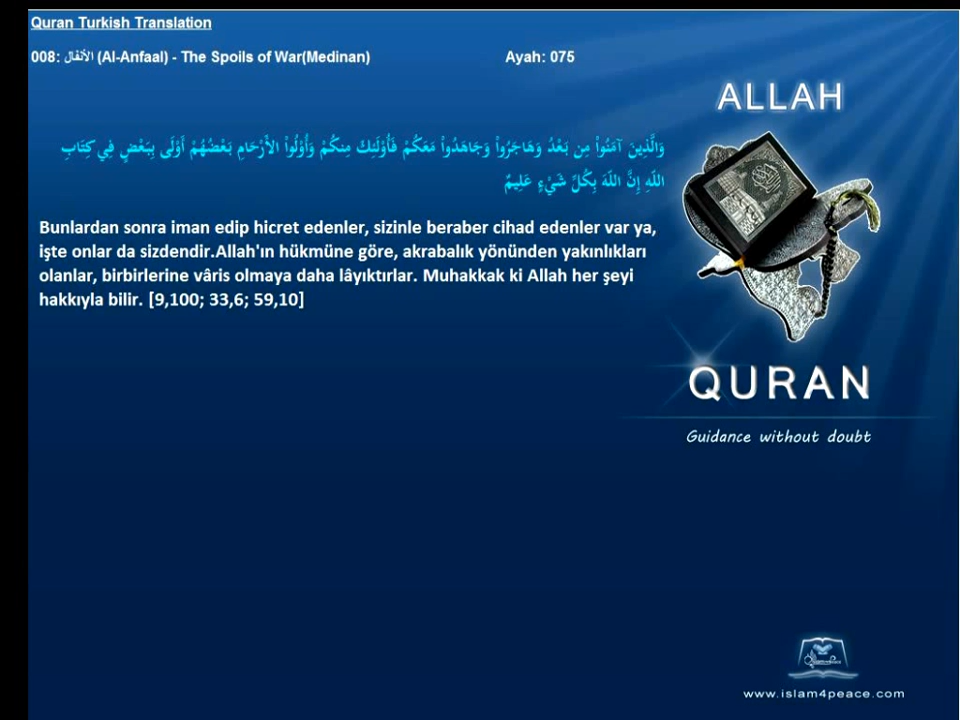 Quran Turkish Translation
008: الأنفال (Al-Anfaal) - The Spoils of War(Medinan) Ayah: 075
ALLAH
وَالَّذِينَ آمَنُواْ مِن بَعْدُ وَهَاجَرُواْ وَجَاهَدُواْ مَعَكُمْ فَأُوْلَئِكَ مِنكُمْ وَأُوْلُواْ الأَرْحَامِ بَعْضُهُمْ أَوْلَى بِبَعْضٍ فِي كِتَابِ
اللّهِ إِنَّ اللّهَ بِكُلِّ شَيْءٍ عَلِيمٌ
Bunlardan sonra iman edip hicret edenler, sizinle beraber cihad edenler var ya,
işte onlar da sizdendir.Allah'ın hükmüne göre, akrabalık yönünden yakınlıkları
olanlar, birbirlerine vâris olmaya daha lâyıktırlar. Muhakkak ki Allah her şeyi
hakkıyla bilir. [9,100; 33,6; 59,10]
QURAN
Guidance without doubt
www.islam4peace.com